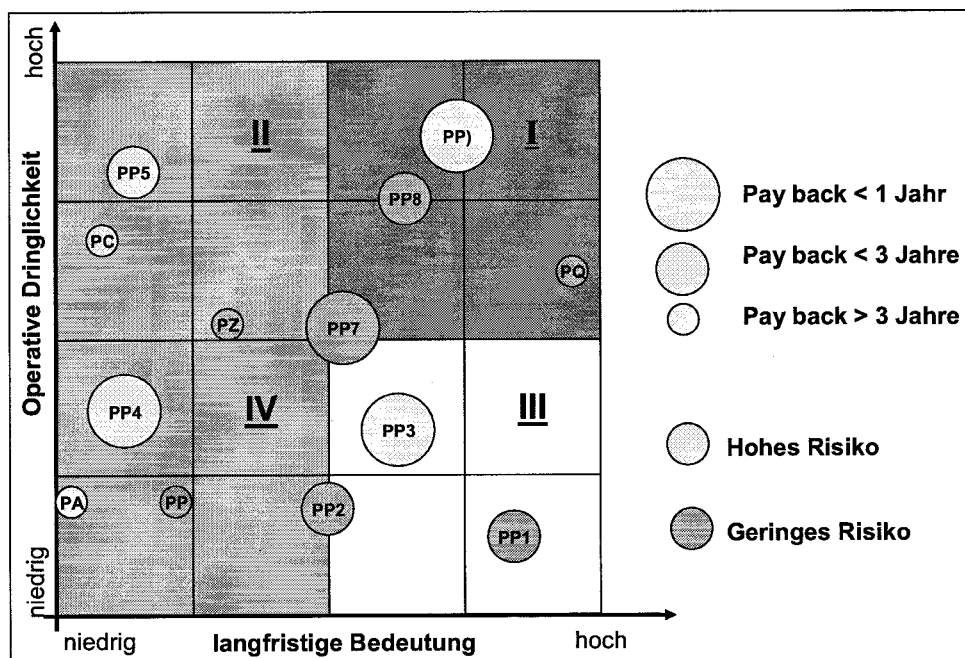 hoch
Operative Dringlichkeit
niedrig
II
I
PP)
PP5
PP8
PC
PQ
PZ
PP7
PP4
IV
PP3
III
PA
PP
PP2
PP1
niedrig
langfristige Bedeutung
hoch
Pay back < 1 Jahr
Pay back < 3 Jahre
Pay back > 3 Jahre
Hohes Risiko
Geringes Risiko